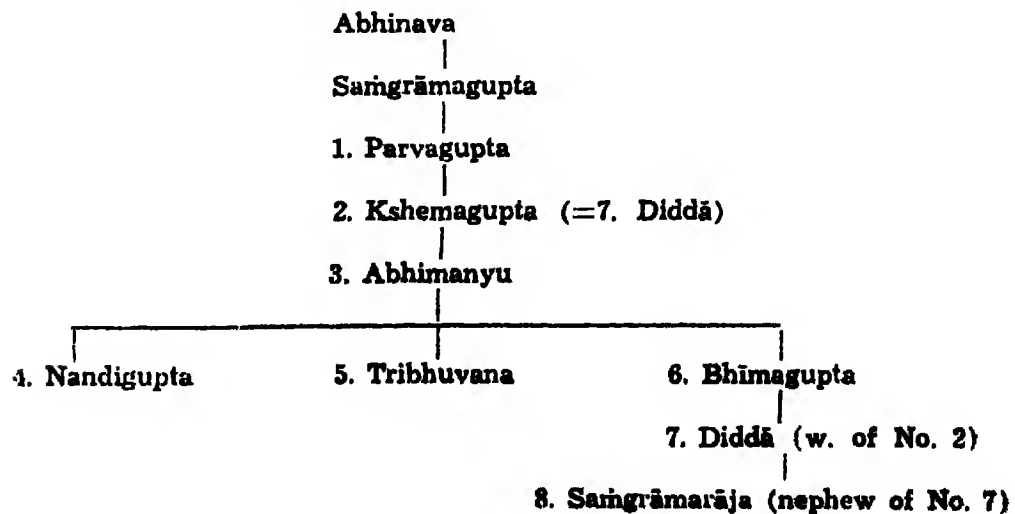 Abhinava
Saṁgrāmagupta
1. Parvagupta
2. Kshemagupta (=7. Diddā)
3. Abhimanyu
4. Nandigupta 5. Tribhuvana 6. Bhīmagupta
7. Diddā (w. of No. 2)
8. Saṁgrāmarāja (nephew of No. 7)